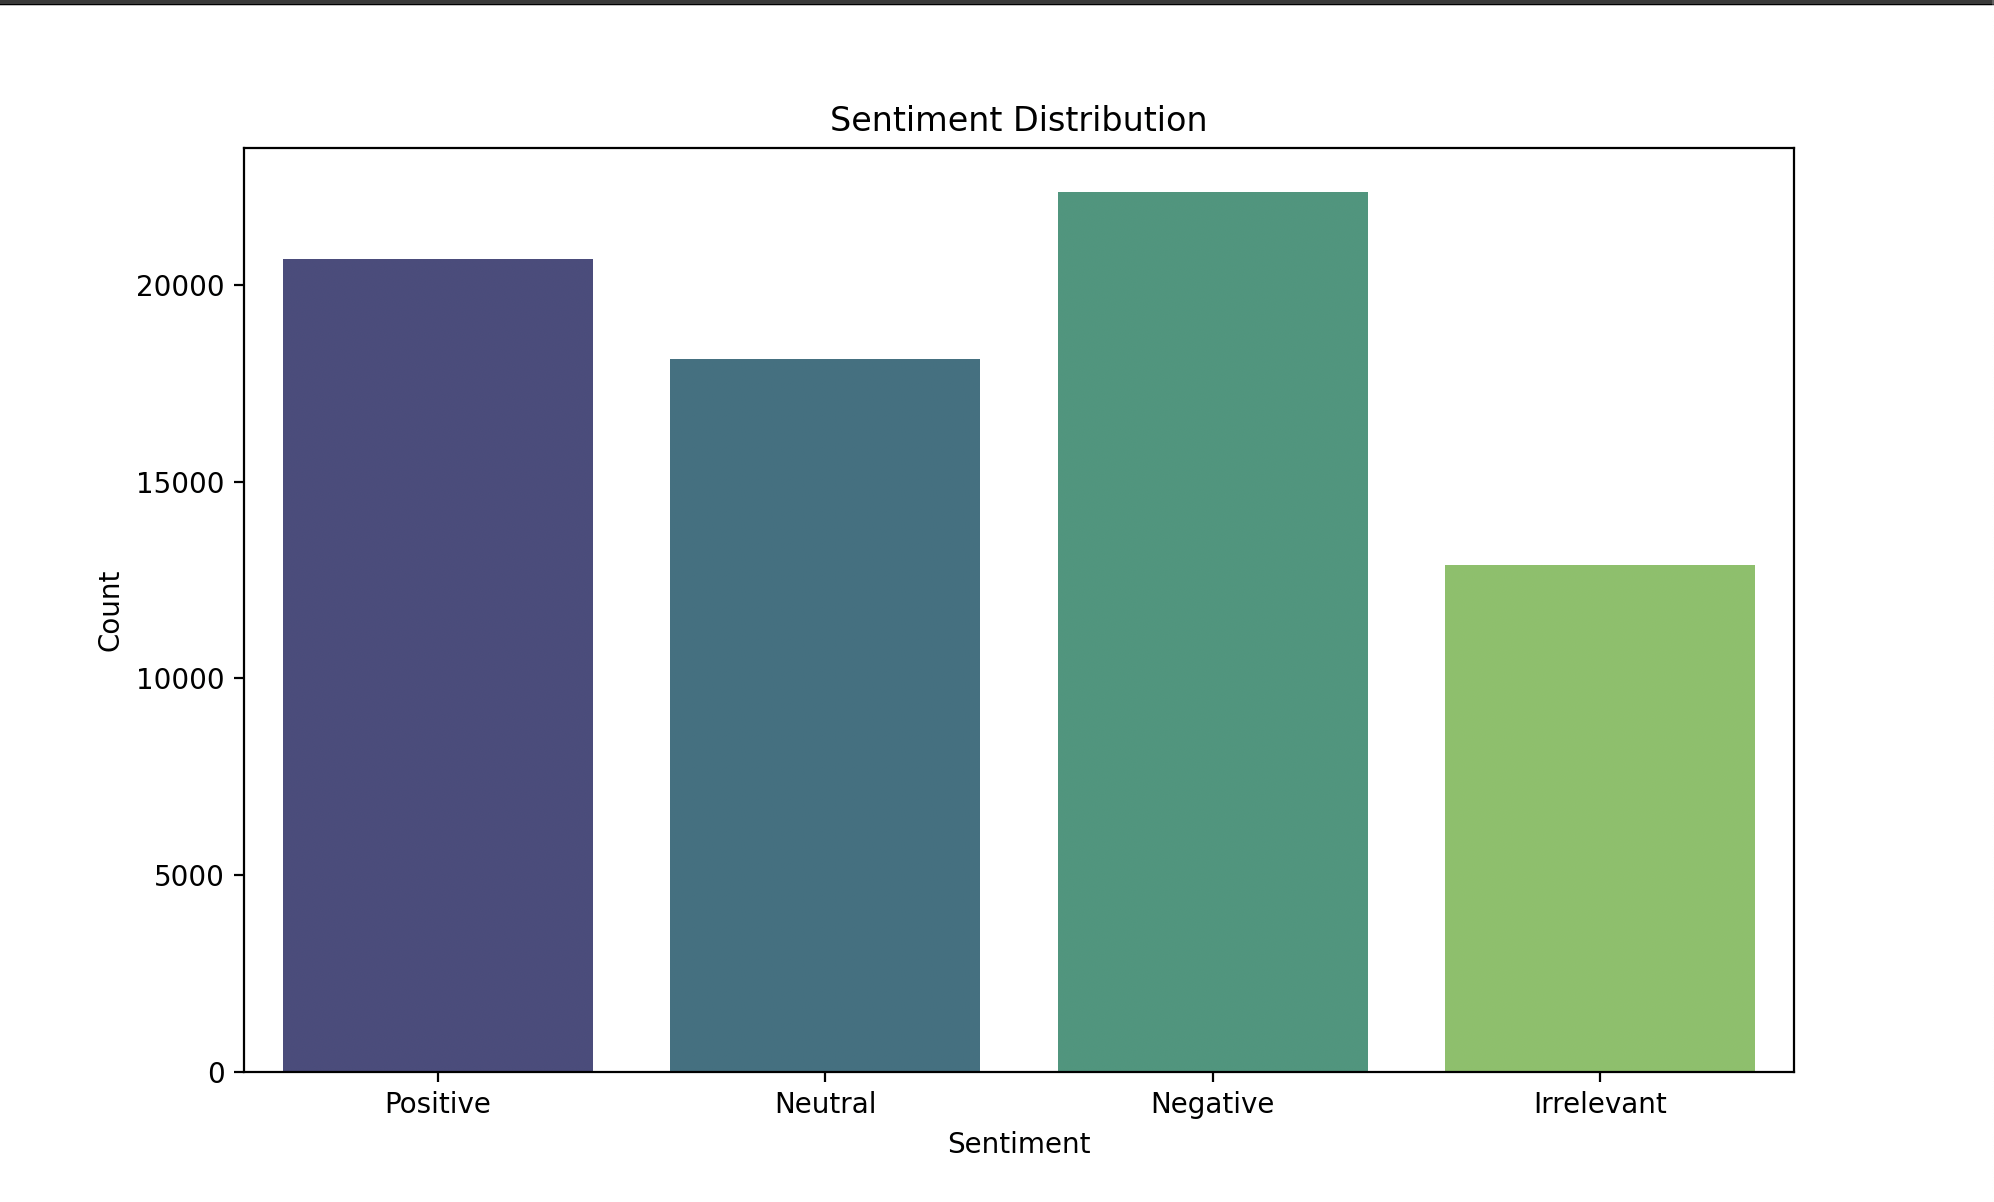 Sentiment Distribution
Count
20000
15000
10000
5000
0
Positive
Neutral
Negative
Irrelevant
Sentiment